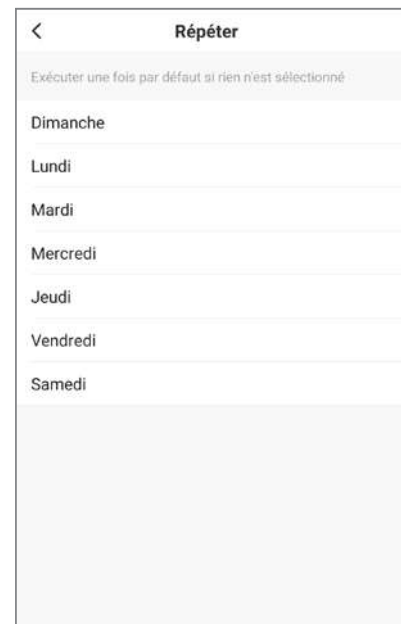 Répéter
Exécuter une fois par défaut si rien n'est sélectionné
Dimanche
Lundi
Mardi
Mercredi
Jeudi
Vendredi
Samedi